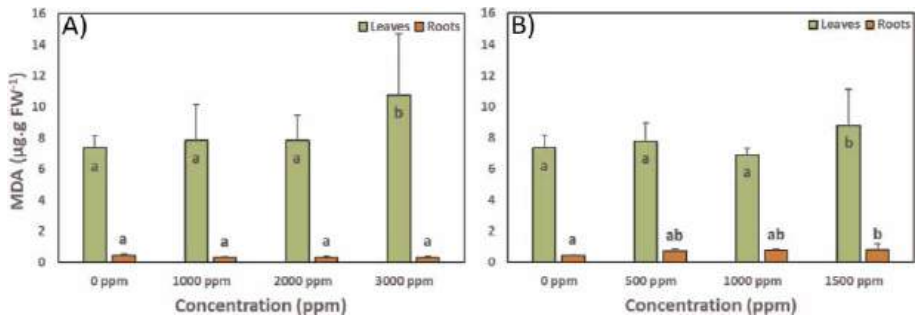 A)
Leaves Roots
MDA (µg.g FW⁻¹)
16
14
12
10
8
6
4
2
0
a a a b
a a a a
0 ppm 1000 ppm 2000 ppm 3000 ppm
Concentration (ppm)
B)
Leaves Roots
16
14
12
10
8
6
4
2
0
a a a b
a ab ab b
0 ppm 500 ppm 1000 ppm 1500 ppm
Concentration (ppm)